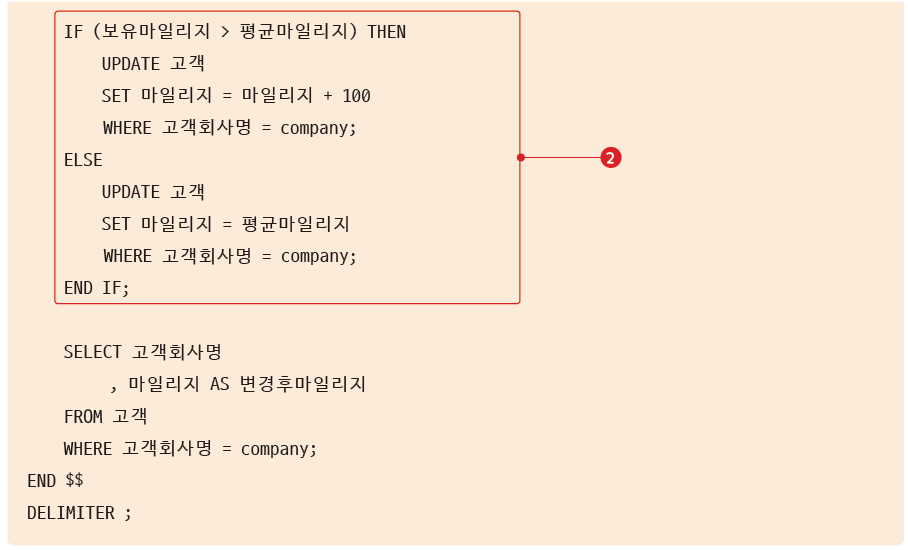 IF (보유마일리지 > 평균마일리지) THEN
UPDATE 고객
SET 마일리지 = 마일리지 + 100
WHERE 고객회사명 = company;
ELSE
UPDATE 고객
SET 마일리지 = 평균마일리지
WHERE 고객회사명 = company;
END IF;
2
SELECT 고객회사명
, 마일리지 AS 변경후마일리지
FROM 고객
WHERE 고객회사명 = company;
END $$
DELIMITER ;